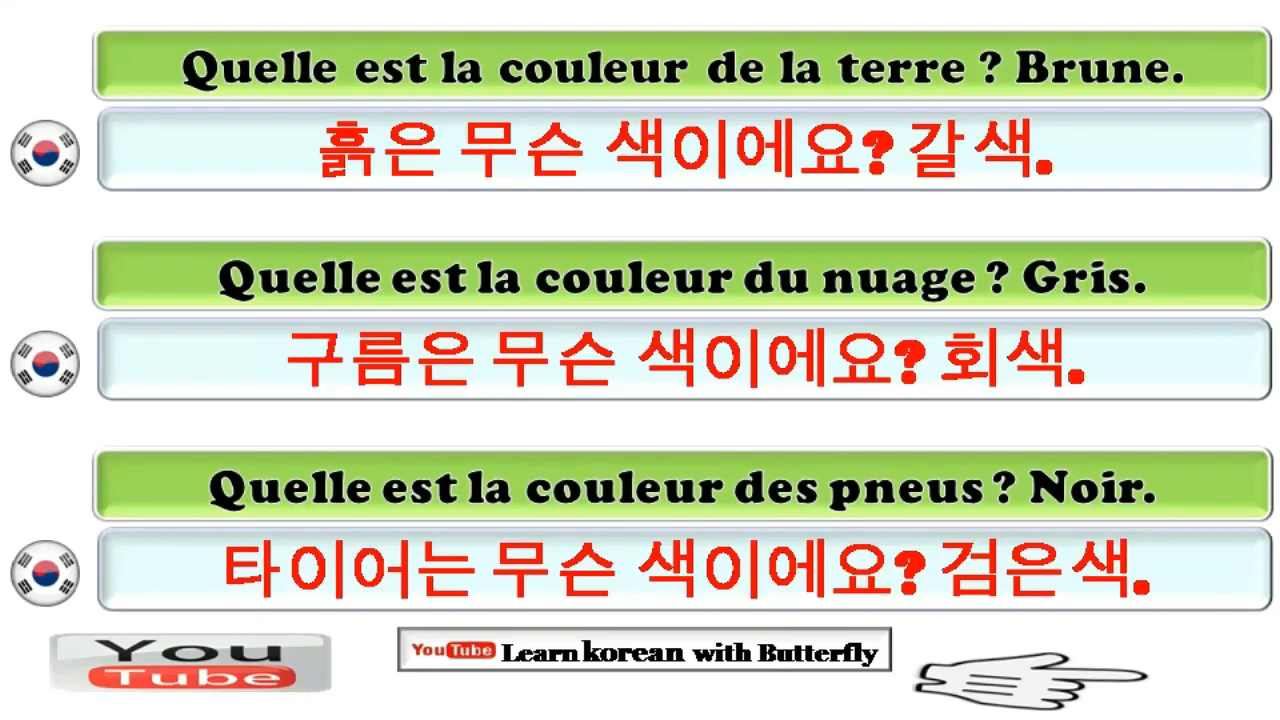 Quelle est la couleur de la terre ? Brune.
흙은 무슨 색이에요? 갈색.
Quelle est la couleur du nuage ? Gris.
구름은 무슨 색이에요? 회색.
Quelle est la couleur des pneus ? Noir.
타이어는 무슨 색이에요? 검은색.
You
Tube
YouTube Learn korean with Butterfly